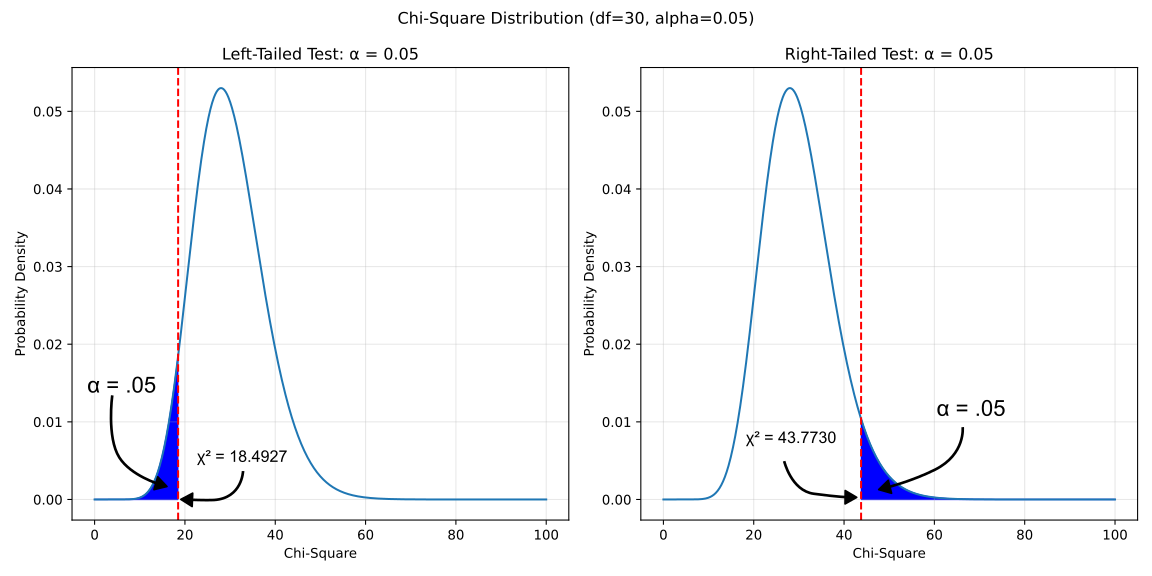 Chi-Square Distribution (df=30, alpha=0.05)
Left-Tailed Test: α = 0.05
Probability Density
0.05
0.04
0.03
0.02
0.01
0.00
α = .05
χ² = 18.4927
0 20 40 60 80 100
Chi-Square
Right-Tailed Test: α = 0.05
Probability Density
0.05
0.04
0.03
0.02
0.01
0.00
α = .05
χ² = 43.7730
0 20 40 60 80 100
Chi-Square